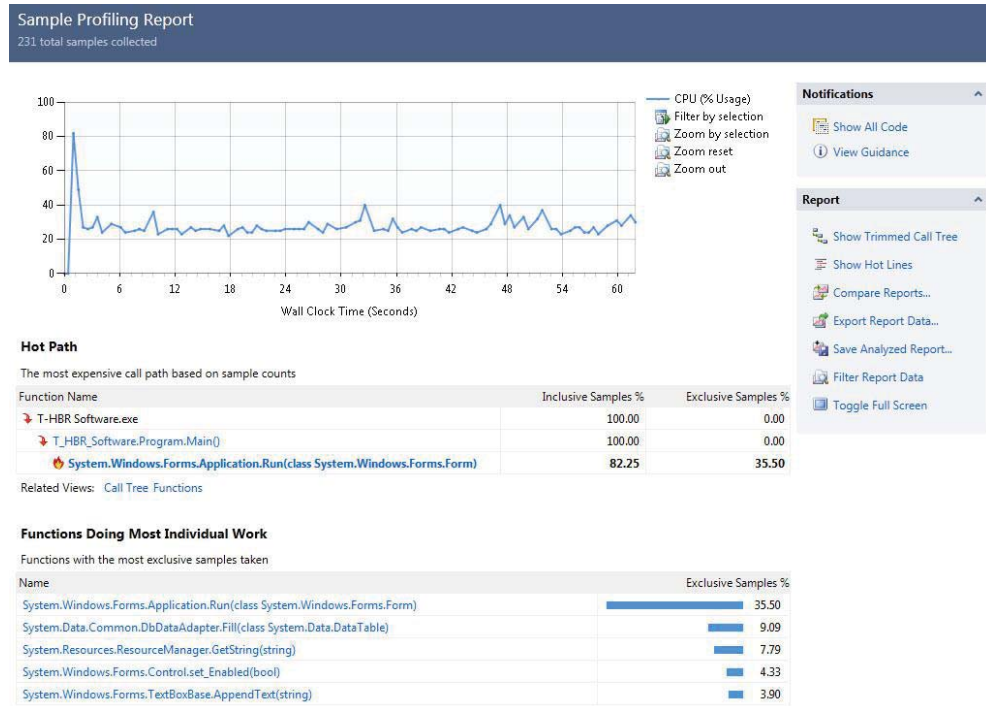 Sample Profiling Report
231 total samples collected
100
80
60
40
20
0
0 6 12 18 24 30 36 42 48 54 60
Wall Clock Time (Seconds)
CPU (% Usage)
Filter by selection
Zoom by selection
Zoom reset
Zoom out
Notifications
Show All Code
View Guidance
Report
Show Trimmed Call Tree
Show Hot Lines
Compare Reports...
Export Report Data...
Save Analyzed Report...
Filter Report Data
Toggle Full Screen
Hot Path
The most expensive call path based on sample counts
Function Name Inclusive Samples % Exclusive Samples %
T-HBR Software.exe 100.00 0.00
T_HBR_Software.Program.Main() 100.00 0.00
System.Windows.Forms.Application.Run(class System.Windows.Forms.Form) 82.25 35.50
Related Views: Call Tree Functions
Functions Doing Most Individual Work
Functions with the most exclusive samples taken
Name Exclusive Samples %
System.Windows.Forms.Application.Run(class System.Windows.Forms.Form) 35.50
System.Data.Common.DbDataAdapter.Fill(class System.Data.DataTable) 9.09
System.Resources.ResourceManager.GetString(string) 7.79
System.Windows.Forms.Control.set_Enabled(bool) 4.33
System.Windows.Forms.TextBoxBase.AppendText(string) 3.90